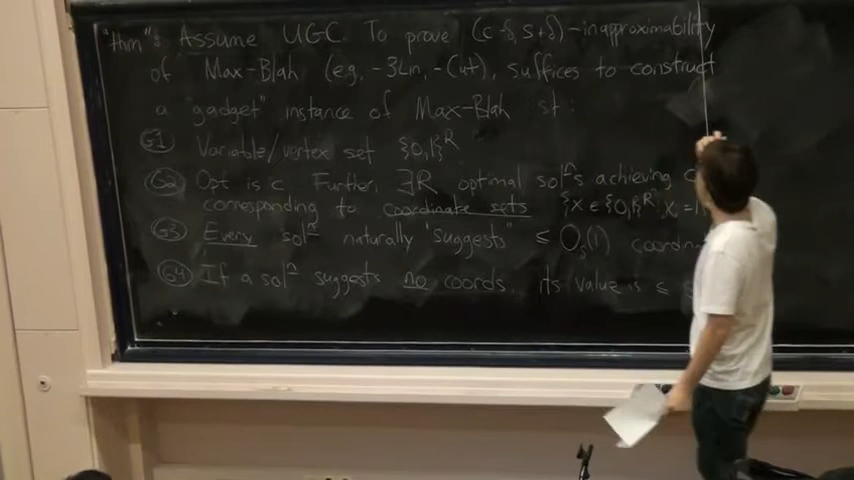 "thm": Assume UGC. To prove (c-δ, s+δ)-inapproximability
of Max-Blah (e.g. -3Lin, -Cut), suffices to construct
a "gadget" instance of Max-Blah st:
G1 Variable/vertex set {0,1}^R
G2 Opt is c. Further, ∃R optimal sol^ns achieving c
corresponding to coordinate sets {x ∈ {0,1}^R: x_i =1
G3 Every sol^n naturally "suggests" ≤ O_δ(1) coordin
G4 If a sol^n suggests no coords, its value is ≤ s